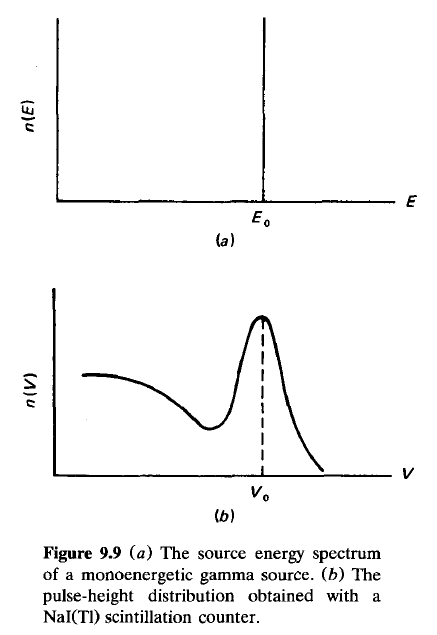 n(E)
E
E₀
(a)
n(V)
V
V₀
(b)
Figure 9.9 (a) The source energy spectrum
of a monoenergetic gamma source. (b) The
pulse-height distribution obtained with a
NaI(Tl) scintillation counter.